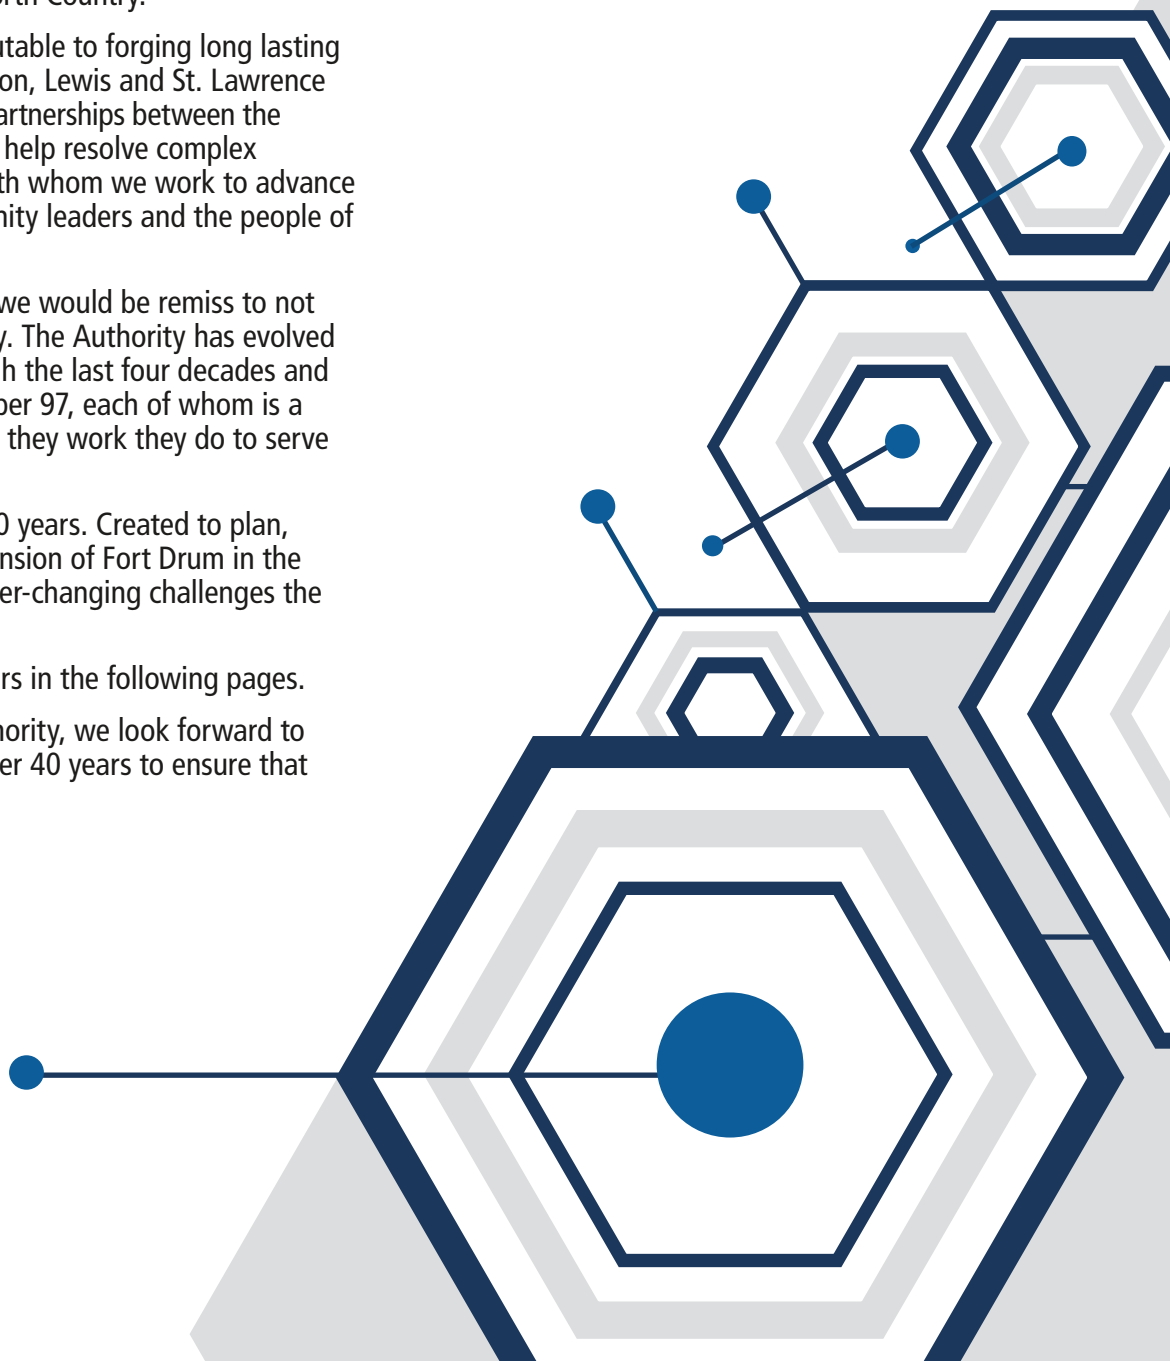 orth Country.
utable to forging long lasting
on, Lewis and St. Lawrence
artnerships between the
help resolve complex
th whom we work to advance
nity leaders and the people of
we would be remiss to not
y. The Authority has evolved
h the last four decades and
ber 97, each of whom is a
they work they do to serve
0 years. Created to plan,
nsion of Fort Drum in the
er-changing challenges the
rs in the following pages.
hority, we look forward to
er 40 years to ensure that